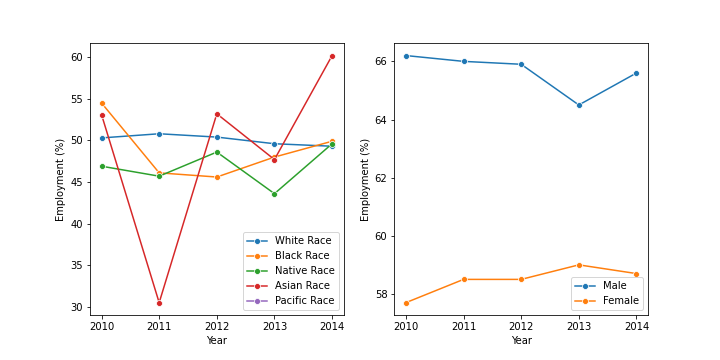 60
55
50
45
40
35
30
Employment (%)
2010 2011 2012 2013 2014
Year
White Race
Black Race
Native Race
Asian Race
Pacific Race
66
64
62
60
58
Employment (%)
2010 2011 2012 2013 2014
Year
Male
Female